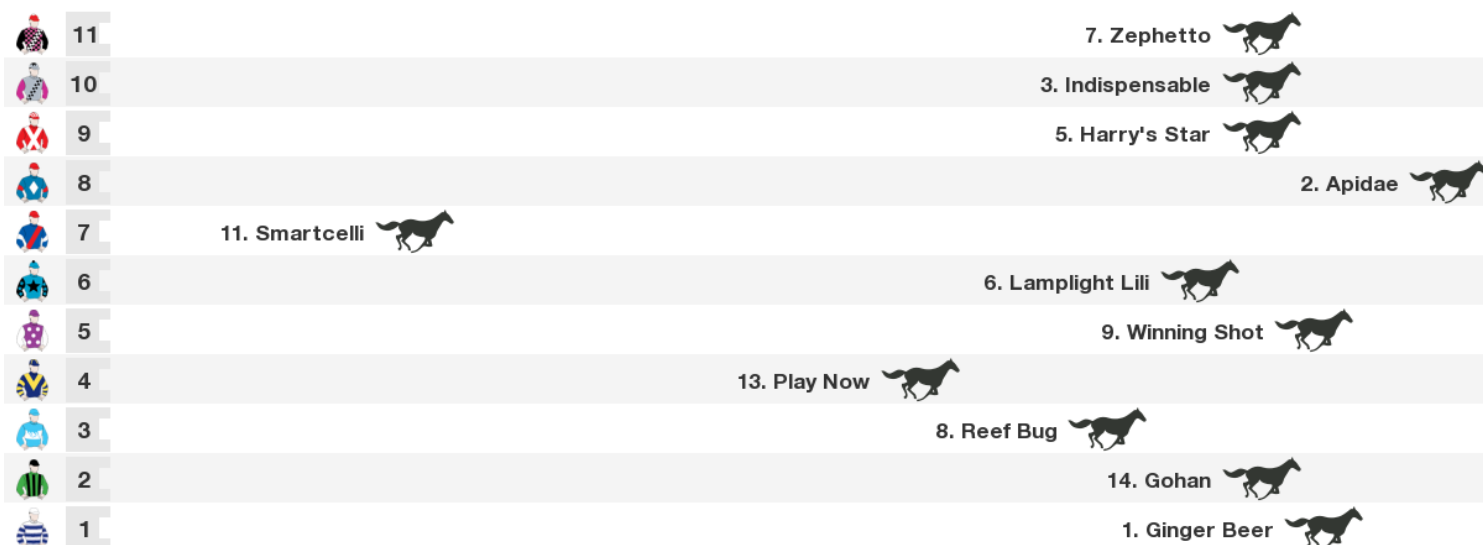 11 7. Zephetto
10 3. Indispensable
9 5. Harry's Star
8 2. Apidae
7 11. Smartcelli
6 6. Lamplight Lili
5 9. Winning Shot
4 13. Play Now
3 8. Reef Bug
2 14. Gohan
1 1. Ginger Beer